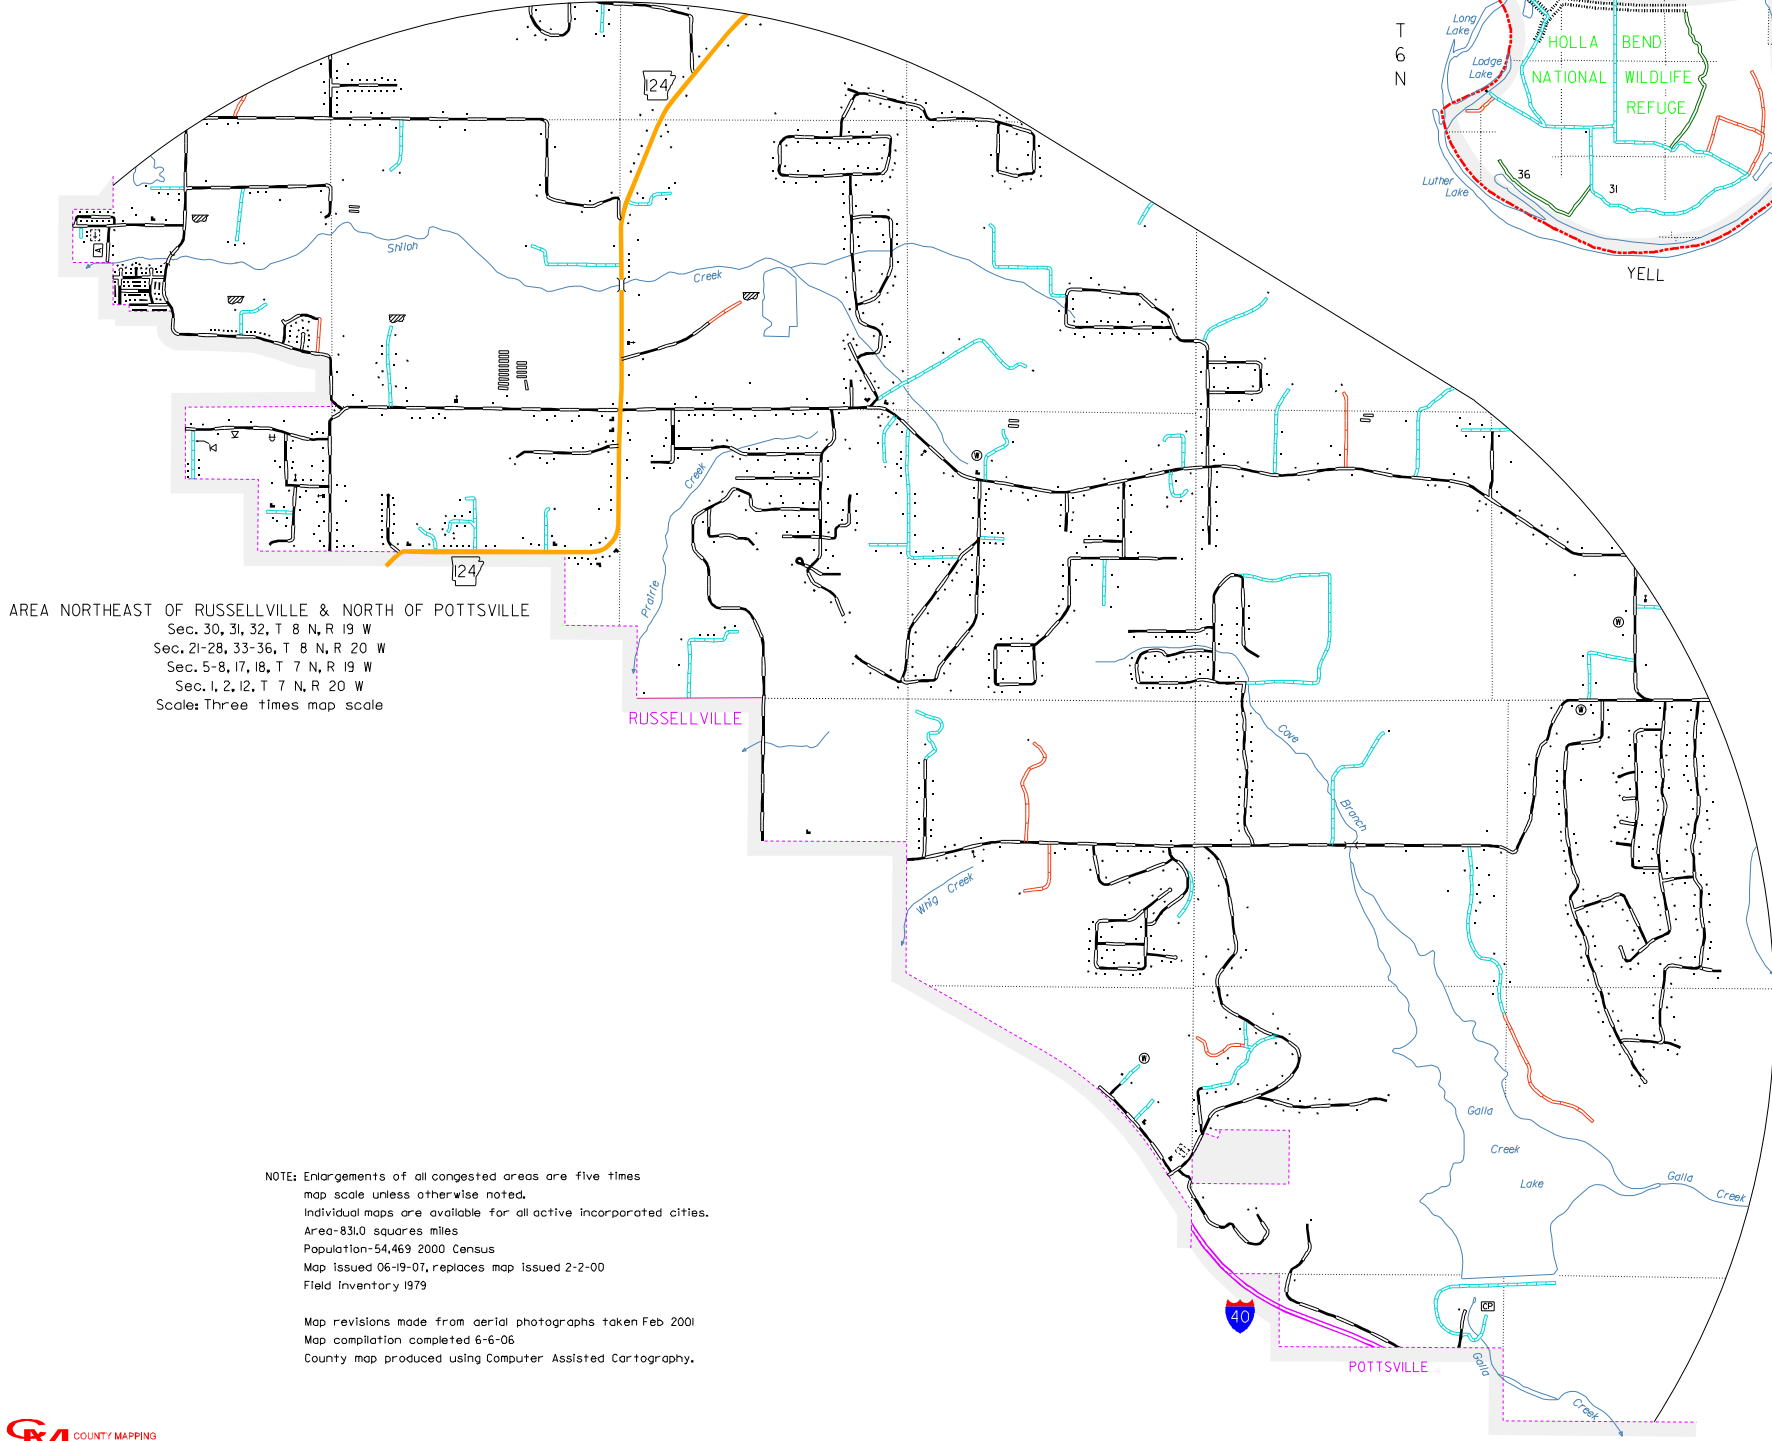 T
6
N
Long
Lake
Lodge
Lake
HOLLA BEND
NATIONAL WILDLIFE
REFUGE
Luther
Lake
36
31
YELL
124
Shiloh
Creek
A
W
Creek
Prairie
124
AREA NORTHEAST OF RUSSELLVILLE & NORTH OF POTTSVILLE
Sec. 30, 31, 32, T 8 N, R 19 W
Sec. 21-28, 33-36, T 8 N, R 20 W
Sec. 5-8, 17, 18, T 7 N, R 19 W
Sec. 1, 2, 12, T 7 N, R 20 W
Scale: Three times map scale
W
RUSSELLVILLE
W
Cove
Branch
Whig Creek
W
Galla
Creek
Lake
Galla
Creek
NOTE: Enlargements of all congested areas are five times
map scale unless otherwise noted.
Individual maps are available for all active incorporated cities.
Area-831.0 squares miles
Population-54,469 2000 Census
Map issued 06-19-07, replaces map issued 2-2-00
Field inventory 1979
Map revisions made from aerial photographs taken Feb 2001
Map compilation completed 6-6-06
County map produced using Computer Assisted Cartography.
40
CP
POTTSVILLE
Galla
Creek
COUNTY MAPPING